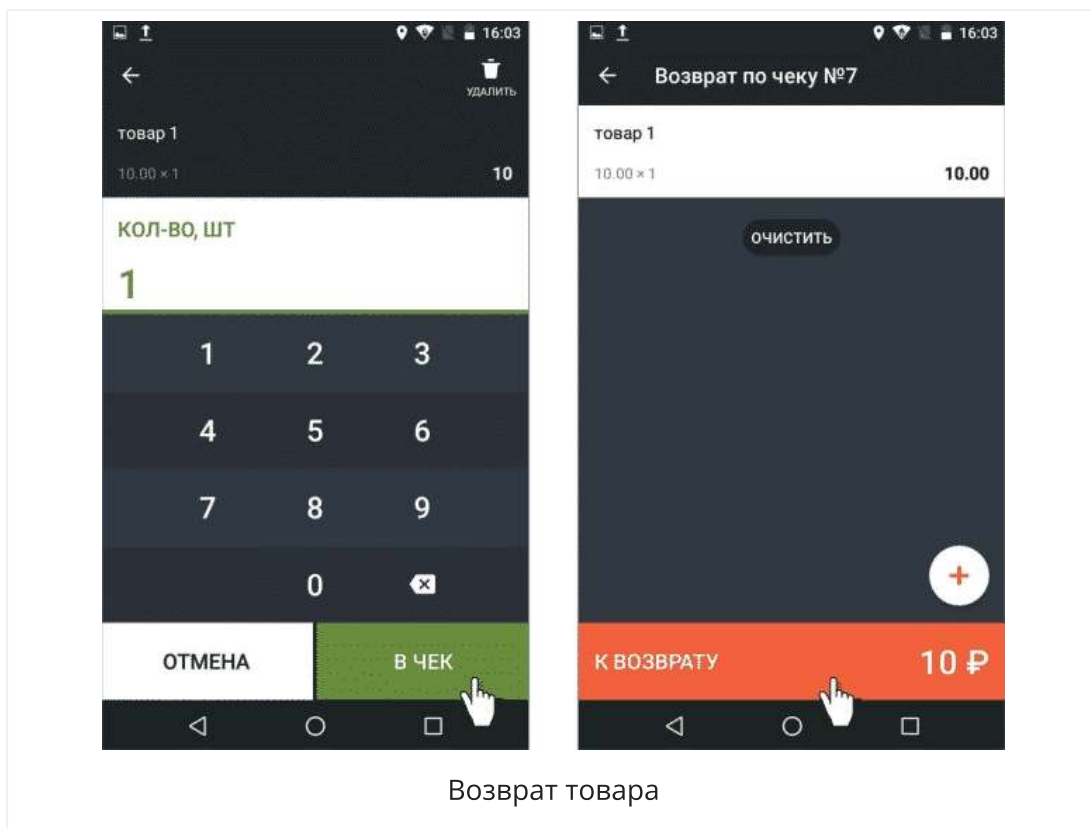 16:03
УДАЛИТЬ
товар 1
10.00 × 1 10
КОЛ-ВО, ШТ
1
1 2 3
4 5 6
7 8 9
0
ОТМЕНА В ЧЕК
16:03
Возврат по чеку №7
товар 1
10.00 × 1 10.00
ОЧИСТИТЬ
+
К ВОЗВРАТУ 10 ₽
Возврат товара